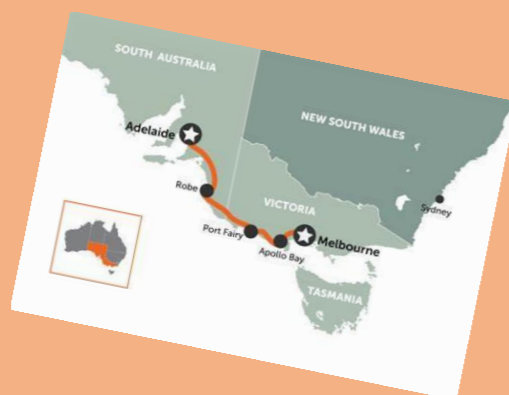 SOUTH AUSTRALIA
NEW SOUTH WALES
Adelaide
Robe
Sydney
VICTORIA
Port Fairy
Melbourne
Apollo Bay
TASMANIA